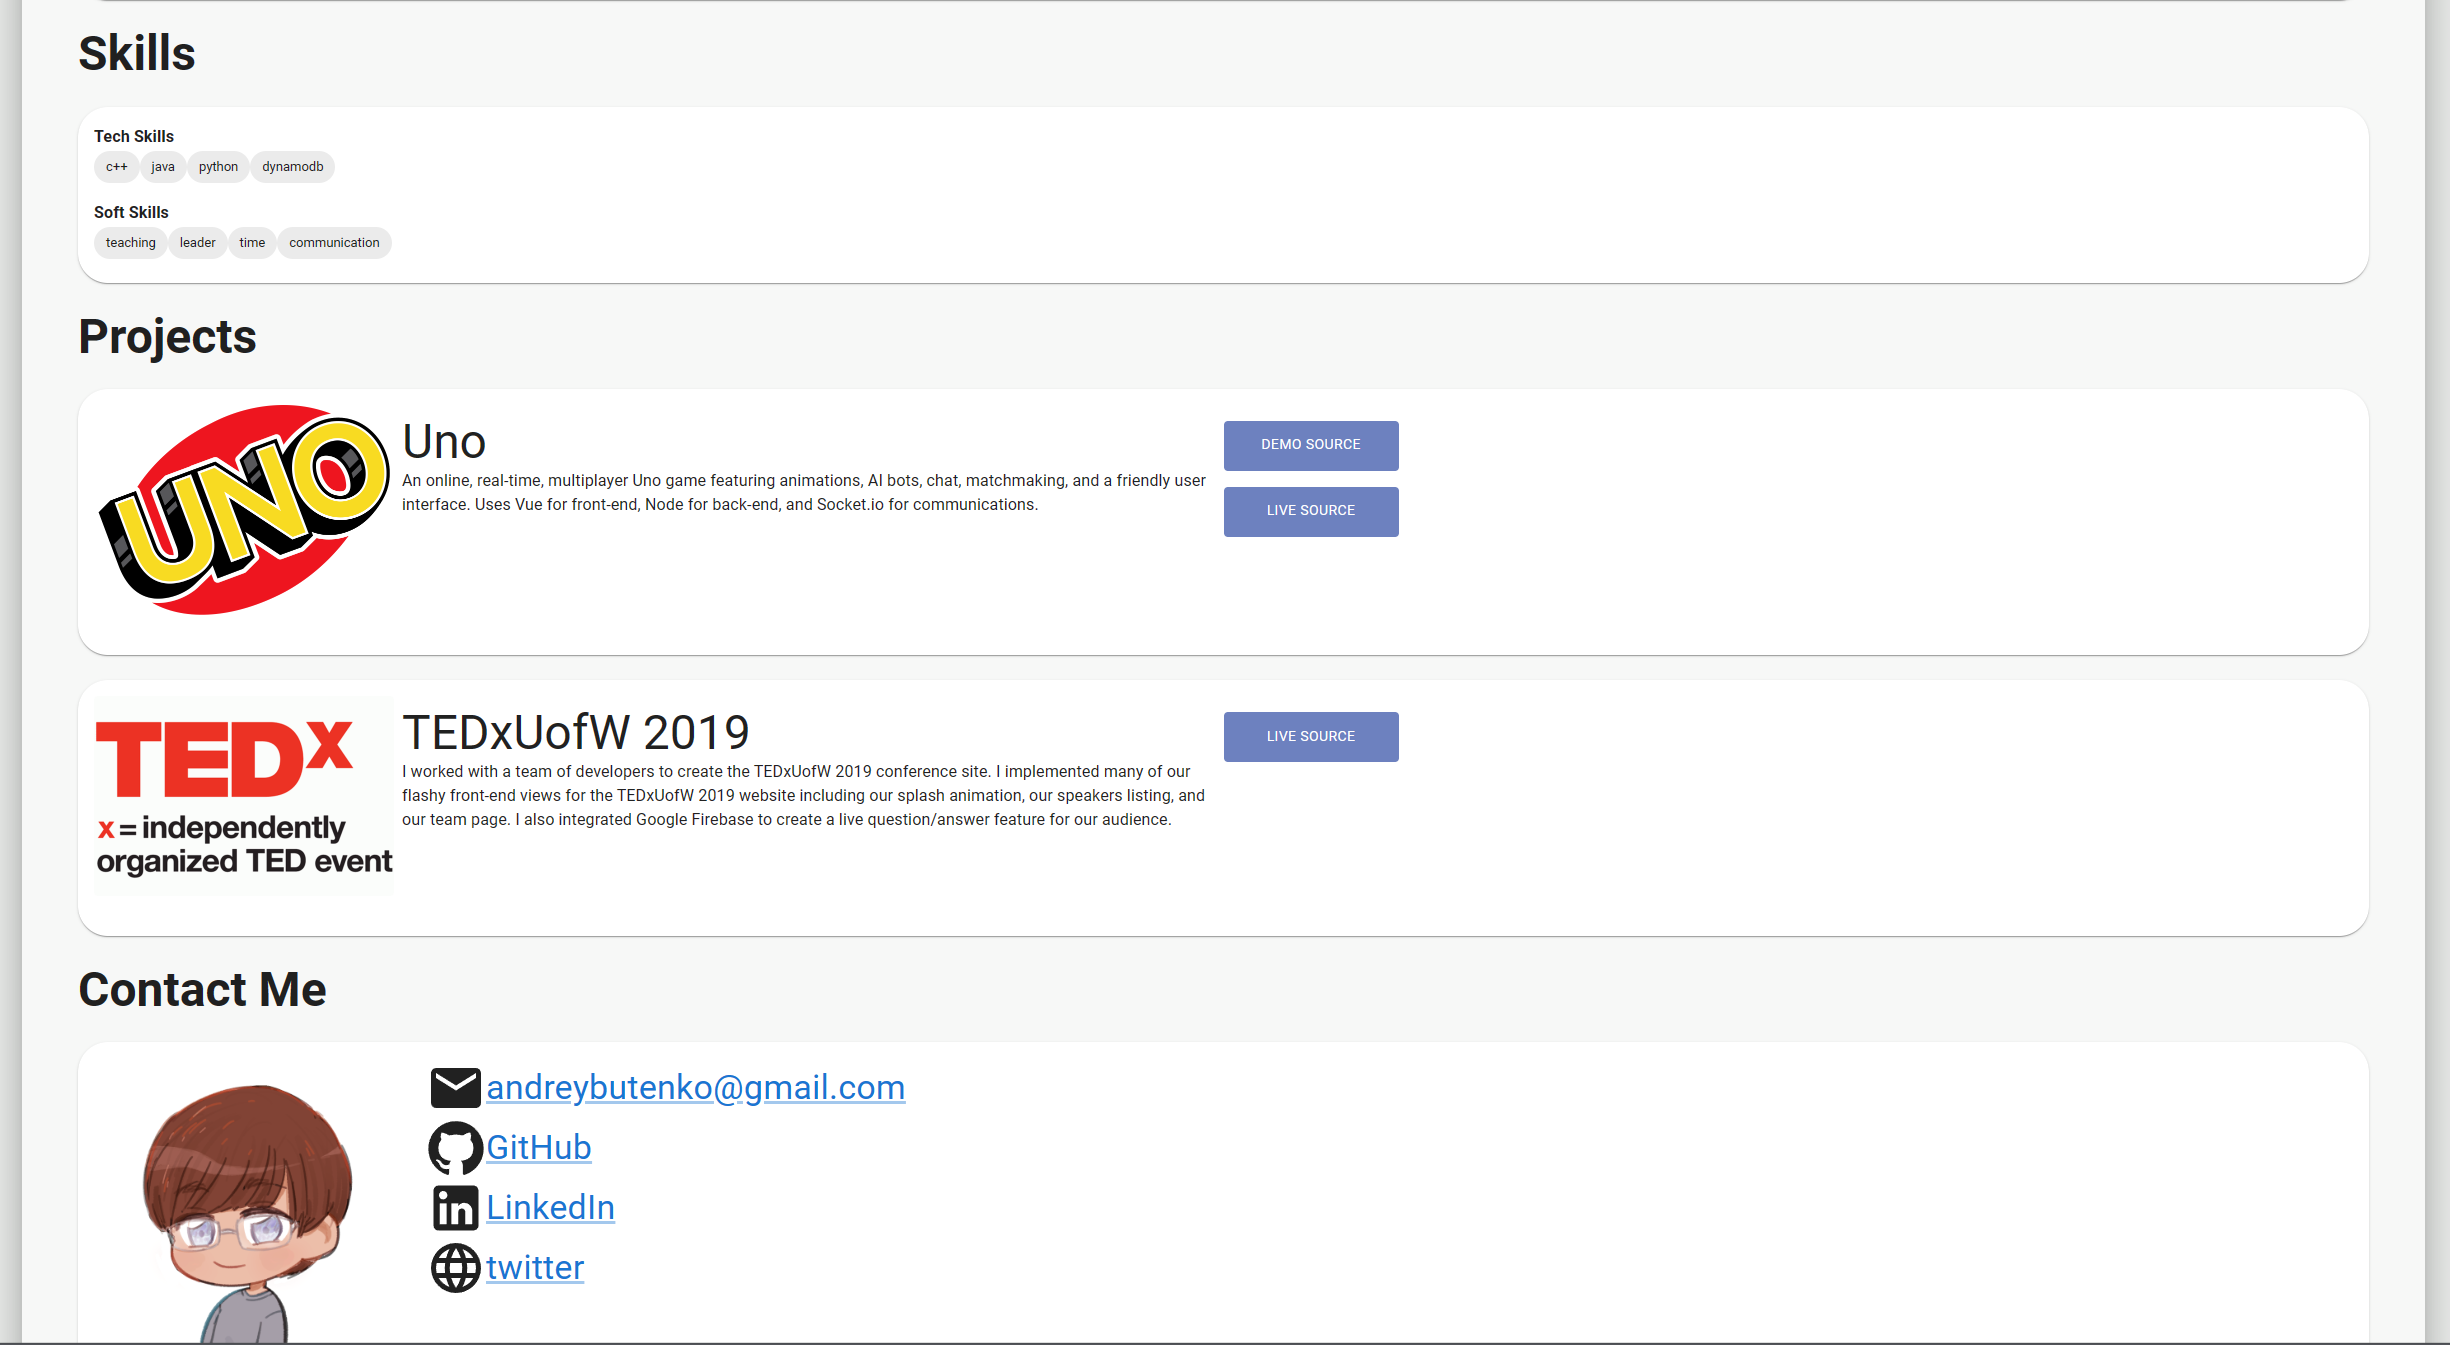 Skills
Tech Skills
c++ java python dynamodb
Soft Skills
teaching leader time communication
Projects
UNO
Uno
An online, real-time, multiplayer Uno game featuring animations, AI bots, chat, matchmaking, and a friendly user
interface. Uses Vue for front-end, Node for back-end, and Socket.io for communications.
DEMO SOURCE
LIVE SOURCE
TEDx
x = independently
organized TED event
TEDxUofW 2019
I worked with a team of developers to create the TEDxUofW 2019 conference site. I implemented many of our
flashy front-end views for the TEDxUofW 2019 website including our splash animation, our speakers listing, and
our team page. I also integrated Google Firebase to create a live question/answer feature for our audience.
LIVE SOURCE
Contact Me
andreybutenko@gmail.com
GitHub
in LinkedIn
twitter